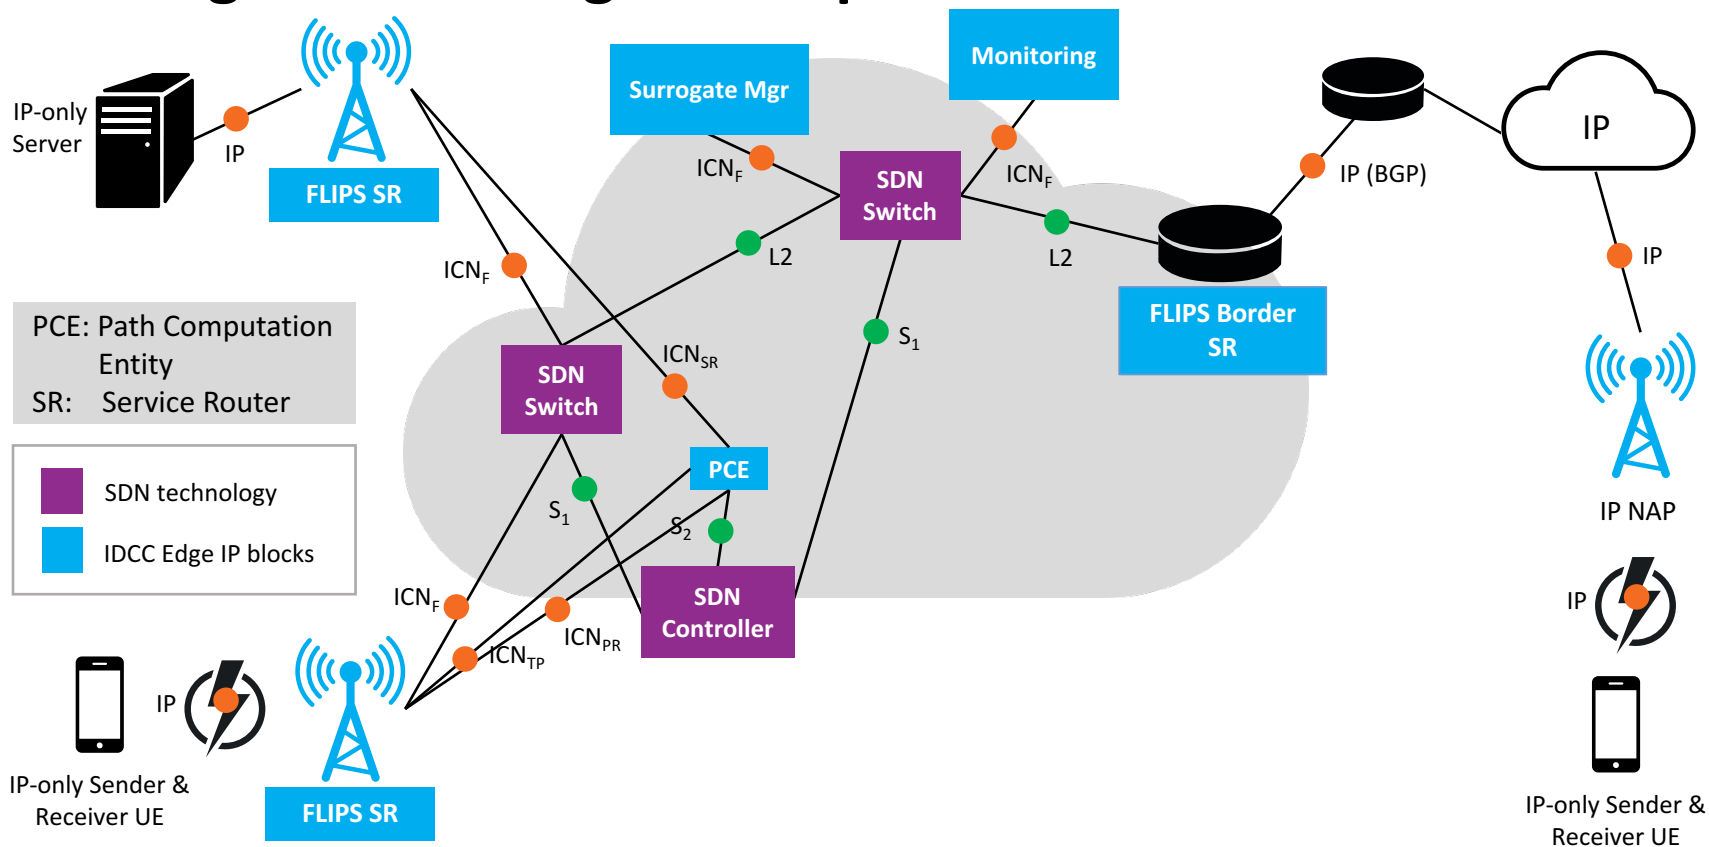 IP-only
Server
IP
FLIPS SR
Surrogate Mgr
Monitoring
ICNF
ICNF
SDN
Switch
IP (BGP)
IP
L2
L2
IP
ICNF
FLIPS Border
SR
PCE: Path Computation
Entity
SR: Service Router
S1
ICNSR
SDN
Switch
PCE
SDN technology
IDCC Edge IP blocks
S1
S2
IP NAP
ICNF
SDN
Controller
ICNPR
ICNTP
IP
IP
IP-only Sender &
Receiver UE
FLIPS SR
IP-only Sender &
Receiver UE